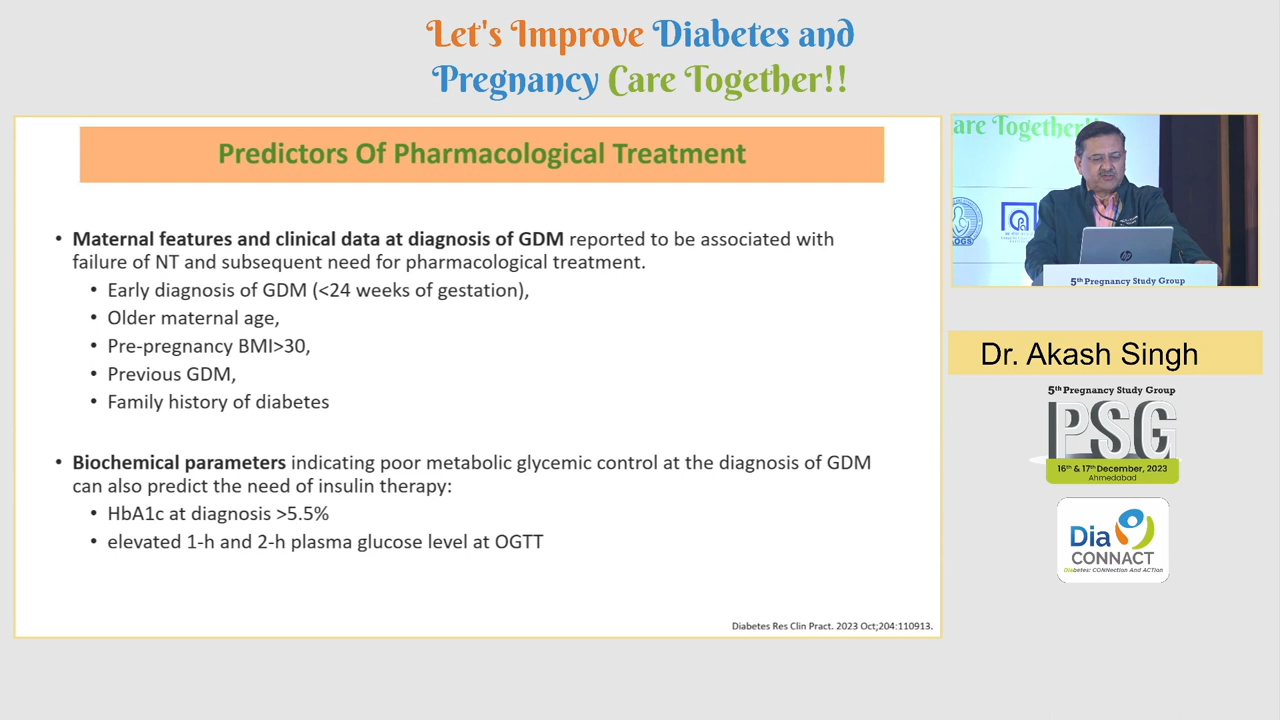 Let's Improve Diabetes and
Pregnancy Care Together!!
Predictors Of Pharmacological Treatment
• Maternal features and clinical data at diagnosis of GDM reported to be associated with
failure of NT and subsequent need for pharmacological treatment.
• Early diagnosis of GDM (<24 weeks of gestation),
• Older maternal age,
• Pre-pregnancy BMI>30,
• Previous GDM,
• Family history of diabetes
• Biochemical parameters indicating poor metabolic glycemic control at the diagnosis of GDM
can also predict the need of insulin therapy:
• HbA1c at diagnosis >5.5%
• elevated 1-h and 2-h plasma glucose level at OGTT
Diabetes Res Clin Pract. 2023 Oct;204:110913.
are Together!
OGS
hp
5th Pregnancy Study Group
Dr. Akash Singh
5th Pregnancy Study Group
PSG
16th & 17th December, 2023
Ahmedabad
Dia
CONNACT
Diabetes: CONNection And ACTion